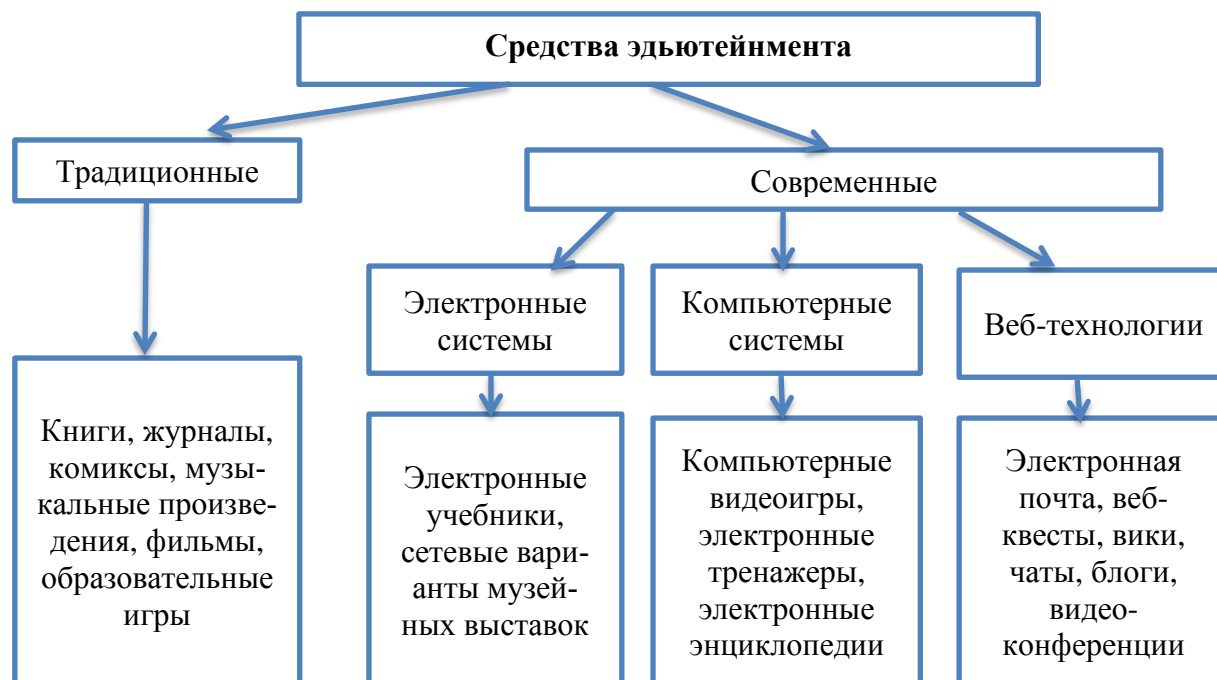 Средства эдьютейнмента
Традиционные
Современные
Электронные
системы
Компьютерные
системы
Веб-технологии
Книги, журналы,
комиксы, музы-
кальные произве-
дения, фильмы,
образовательные
игры
Электронные
учебники,
сетевые вари-
анты музей-
ных выставок
Компьютерные
видеоигры,
электронные
тренажеры,
электронные
энциклопедии
Электронная
почта, веб-
квесты, вики,
чаты, блоги,
видео-
конференции